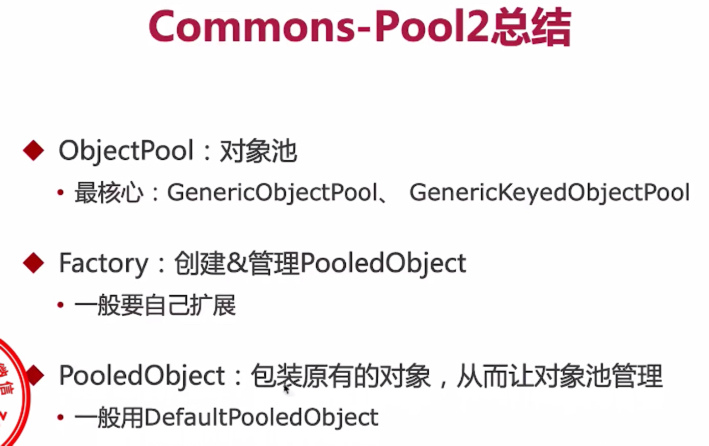 Commons-Pool2总结
◆ ObjectPool：对象池
• 最核心：GenericObjectPool、 GenericKeyedObjectPool
◆ Factory：创建&管理PooledObject
• 一般要自己扩展
◆ PooledObject：包装原有的对象，从而让对象池管理
• 一般用DefaultPooledObject
微信